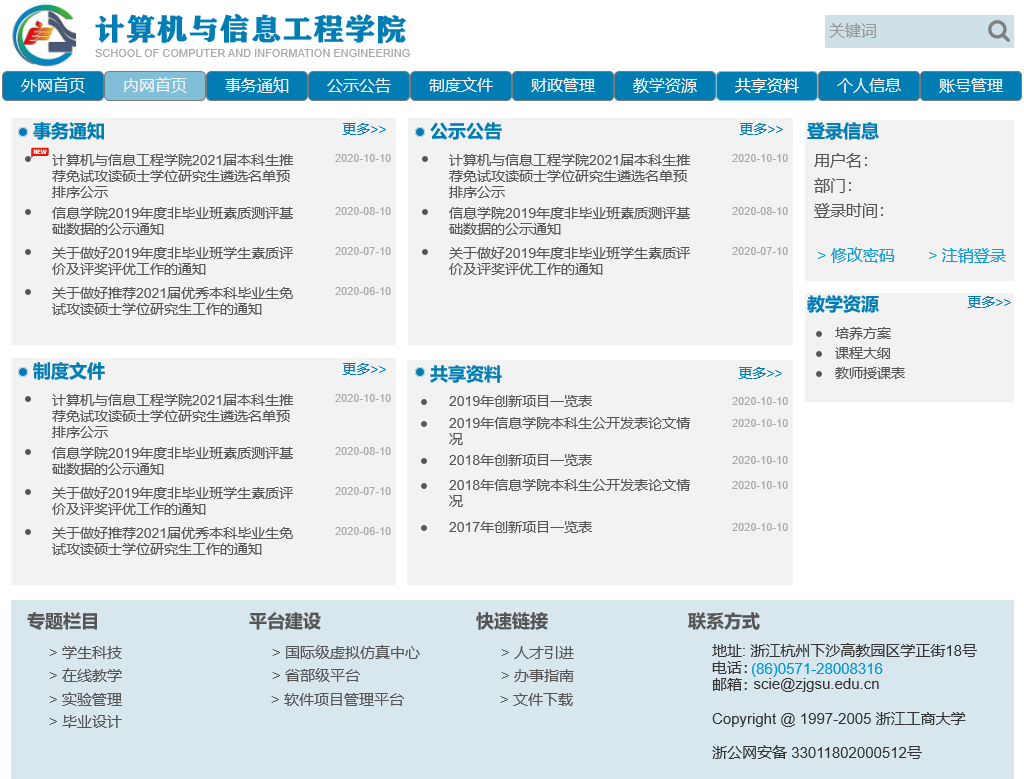 计算机与信息工程学院
SCHOOL OF COMPUTER AND INFORMATION ENGINEERING
关键词
外网首页 内网首页 事务通知 公示公告 制度文件 财政管理 教学资源 共享资料 个人信息 账号管理
事务通知 更多>>
NEW
计算机与信息工程学院2021届本科生推 2020-10-10
荐免试攻读硕士学位研究生遴选名单预
排序公示
信息学院2019年度非毕业班素质测评基 2020-08-10
础数据的公示通知
关于做好2019年度非毕业班学生素质评 2020-07-10
价及评奖评优工作的通知
关于做好推荐2021届优秀本科毕业生免 2020-06-10
试攻读硕士学位研究生工作的通知
公示公告 更多>>
计算机与信息工程学院2021届本科生推 2020-10-10
荐免试攻读硕士学位研究生遴选名单预
排序公示
信息学院2019年度非毕业班素质测评基 2020-08-10
础数据的公示通知
关于做好2019年度非毕业班学生素质评 2020-07-10
价及评奖评优工作的通知
登录信息
用户名：
部门：
登录时间：
> 修改密码 > 注销登录
教学资源 更多>>
培养方案
课程大纲
教师授课表
制度文件 更多>>
计算机与信息工程学院2021届本科生推 2020-10-10
荐免试攻读硕士学位研究生遴选名单预
排序公示
信息学院2019年度非毕业班素质测评基 2020-08-10
础数据的公示通知
关于做好2019年度非毕业班学生素质评 2020-07-10
价及评奖评优工作的通知
关于做好推荐2021届优秀本科毕业生免 2020-06-10
试攻读硕士学位研究生工作的通知
共享资料 更多>>
2019年创新项目一览表 2020-10-10
2019年信息学院本科生公开发表论文情 2020-10-10
况
2018年创新项目一览表 2020-10-10
2018年信息学院本科生公开发表论文情 2020-10-10
况
2017年创新项目一览表 2020-10-10
专题栏目
> 学生科技
> 在线教学
> 实验管理
> 毕业设计
平台建设
> 国际级虚拟仿真中心
> 省部级平台
> 软件项目管理平台
快速链接
> 人才引进
> 办事指南
> 文件下载
联系方式
地址: 浙江杭州下沙高教园区学正街18号
电话: (86)0571-28008316
邮箱: scie@zjgsu.edu.cn
Copyright @ 1997-2005 浙江工商大学
浙公网安备 33011802000512号